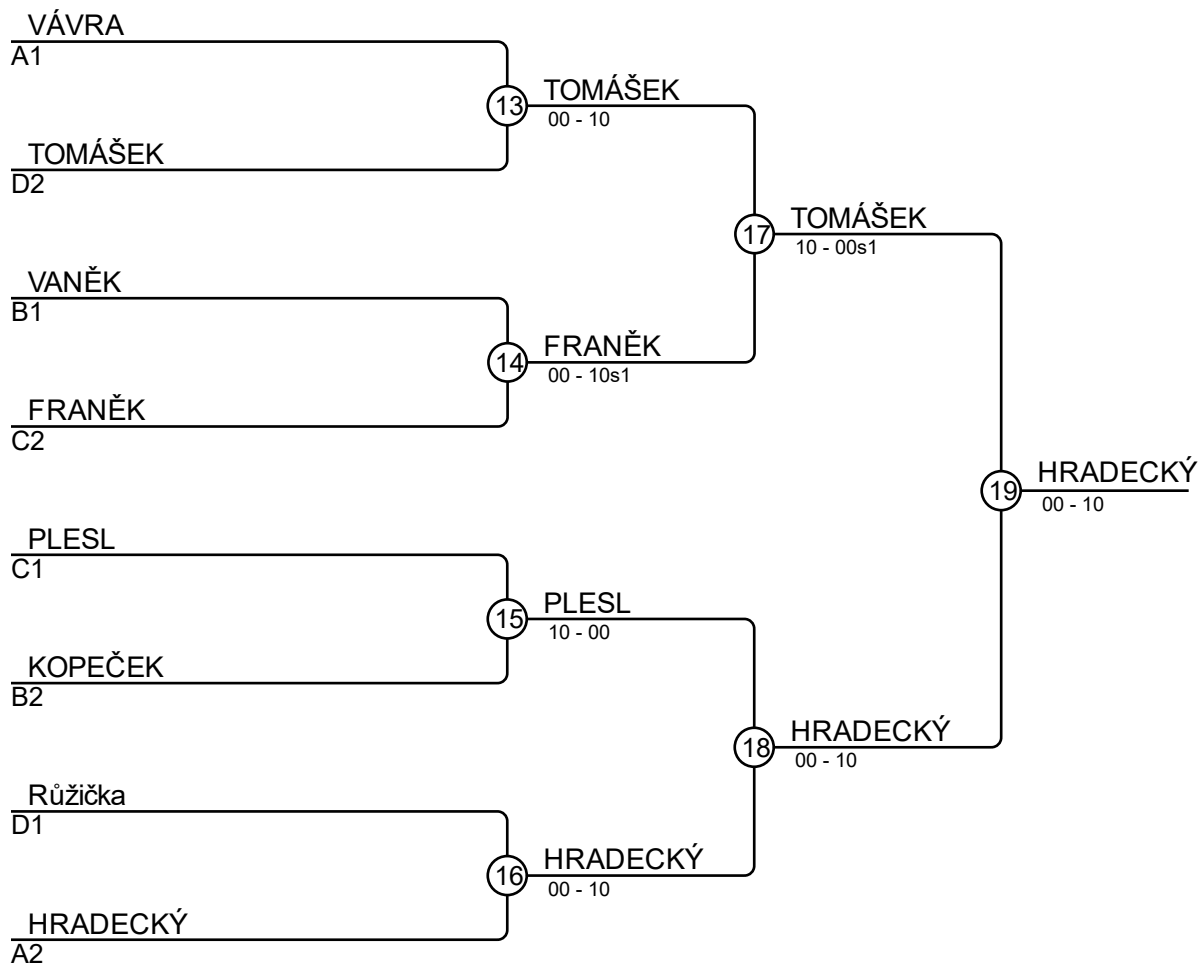 VÁVRA
A1
13
TOMÁŠEK
00 - 10
TOMÁŠEK
D2
17
TOMÁŠEK
10 - 00s1
VANĚK
B1
14
FRANĚK
00 - 10s1
FRANĚK
C2
19
HRADECKÝ
00 - 10
PLESL
C1
15
PLESL
10 - 00
KOPEČEK
B2
18
HRADECKÝ
00 - 10
Růžička
D1
16
HRADECKÝ
00 - 10
HRADECKÝ
A2